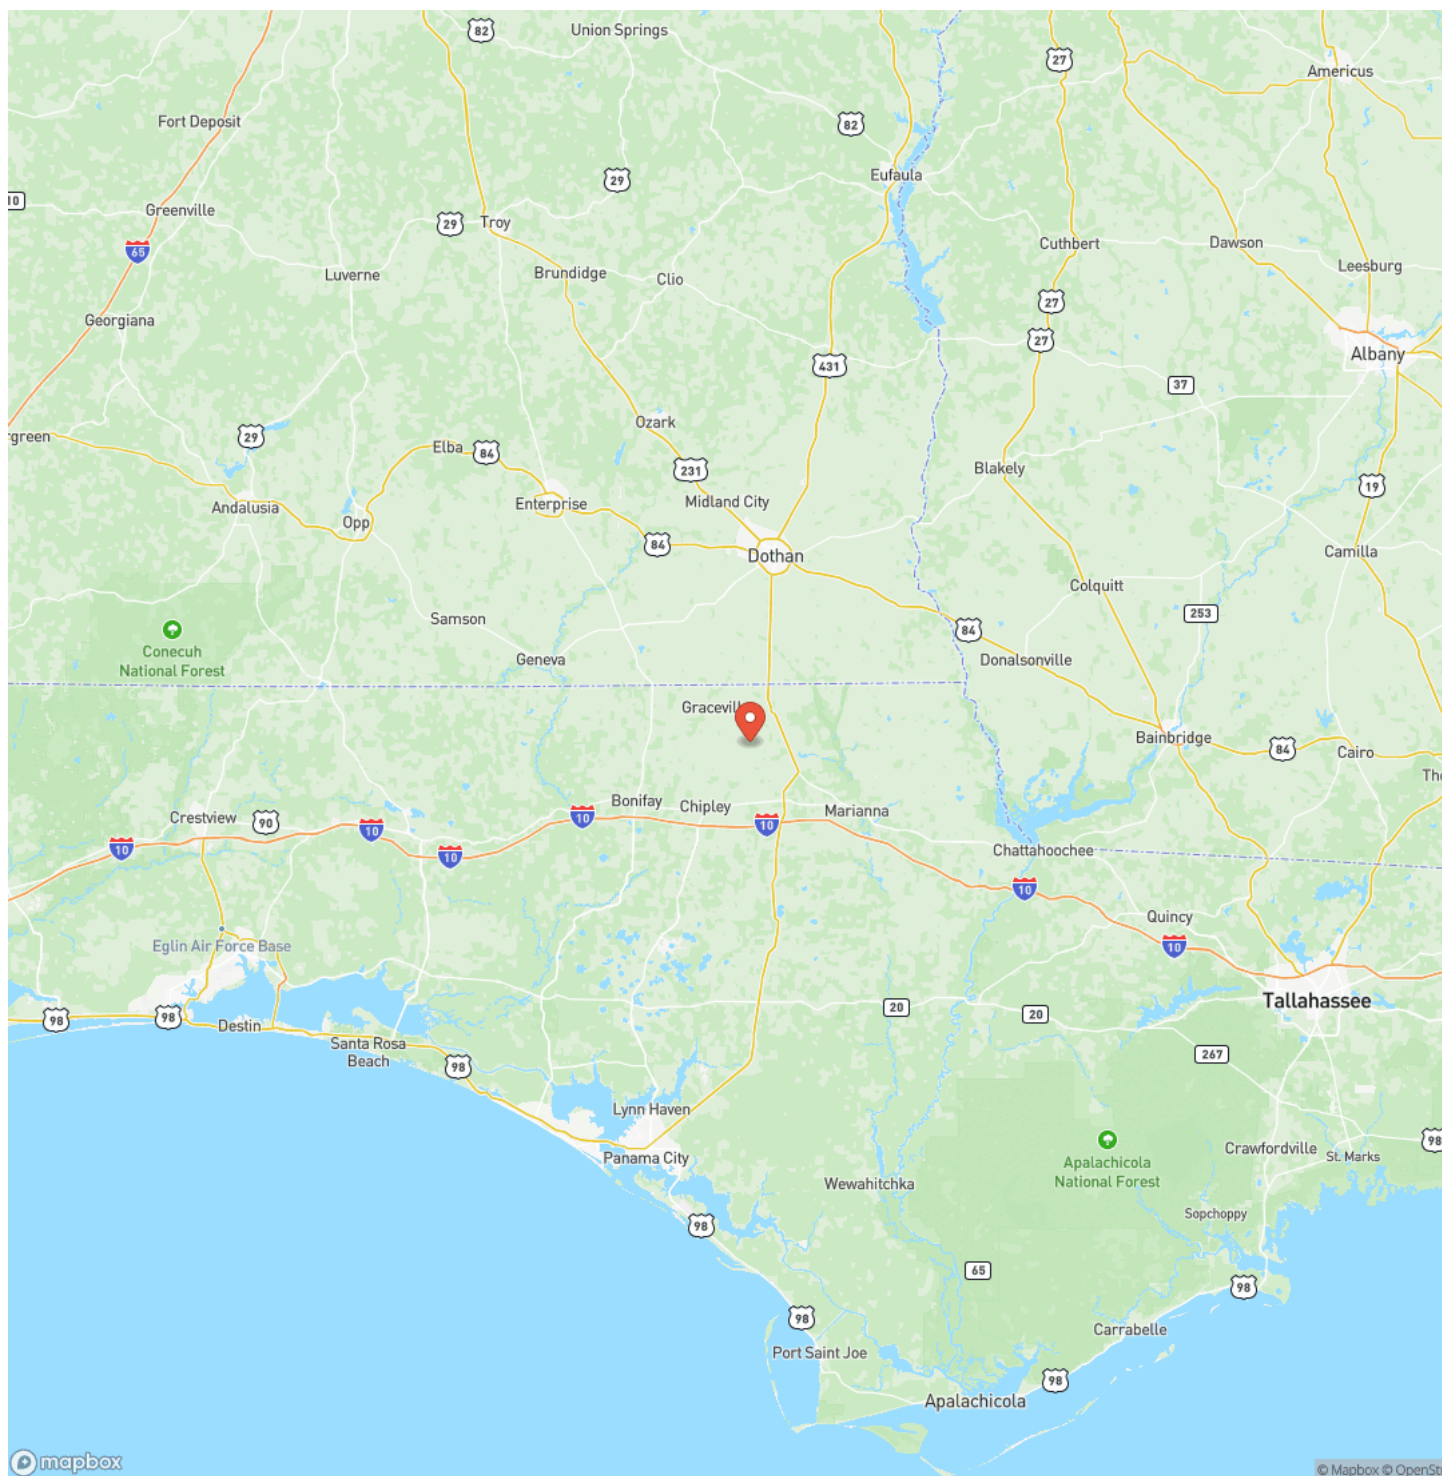 82
Union Springs
27
Americus
Fort Deposit
82
Eufaula
29
10
Greenville
29
Troy
65
Cuthbert
Dawson
Luverne
Brundidge
Clio
Leesburg
27
Georgiana
27
Albany
431
37
Ozark
rgreen
29
Elba
84
231
Blakely
19
Andalusia
Opp
Enterprise
Midland City
84
Dothan
Camilla
Colquitt
253
Samson
84
Conecuh
National Forest
Geneva
Donalsonville
Gracevill
Bainbridge
84
Cairo
The
Crestview
90
10
10
10
10
Bonifay
Chipley
10
Marianna
Chattahoochee
10
Quincy
10
Eglin Air Force Base
98
98
Destin
20
20
Tallahassee
Santa Rosa
Beach
98
267
Lynn Haven
Panama City
Apalachicola
National Forest
Crawfordville
St. Marks
98
Wewahitchka
Sopchoppy
98
65
98
98
Carrabelle
Port Saint Joe
98
Apalachicola
mapbox
© Mapbox © OpenStr